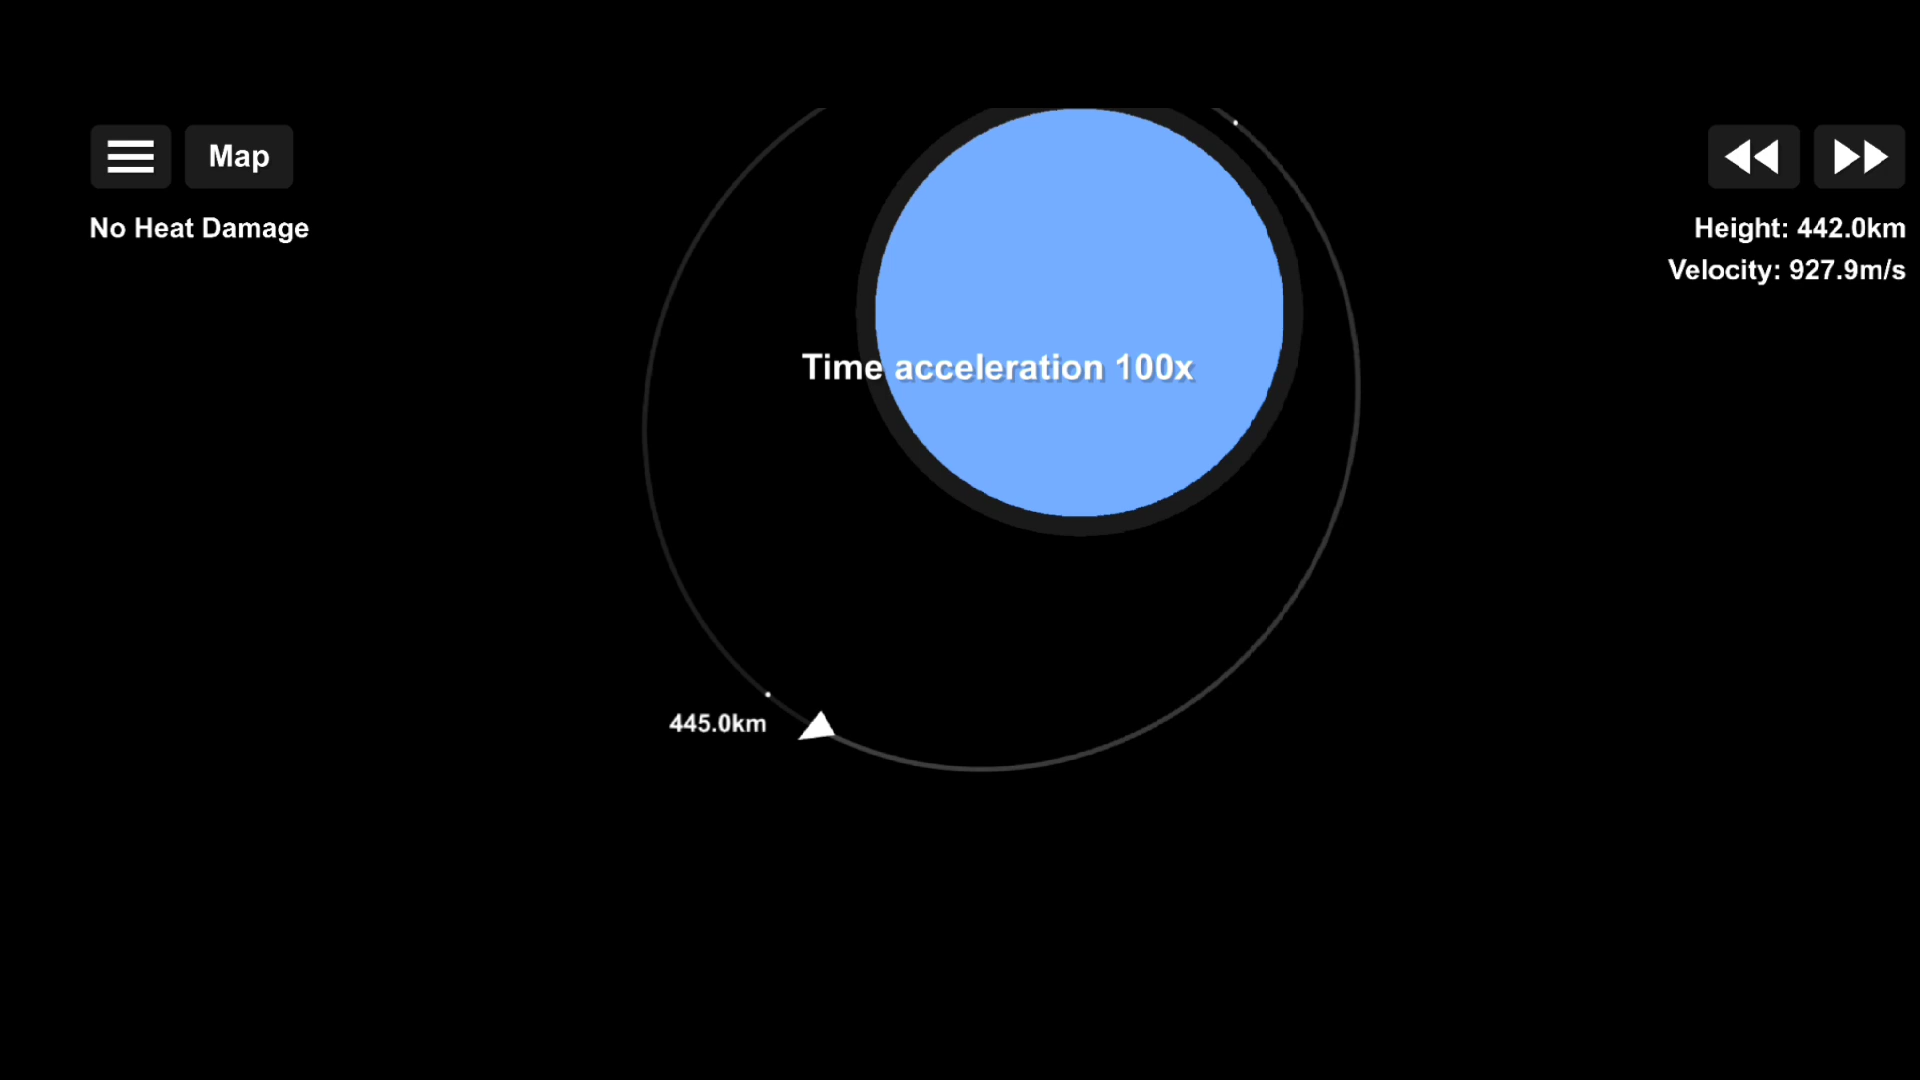 Map
No Heat Damage
Height: 442.0km
Velocity: 927.9m/s
Time acceleration 100x
445.0km